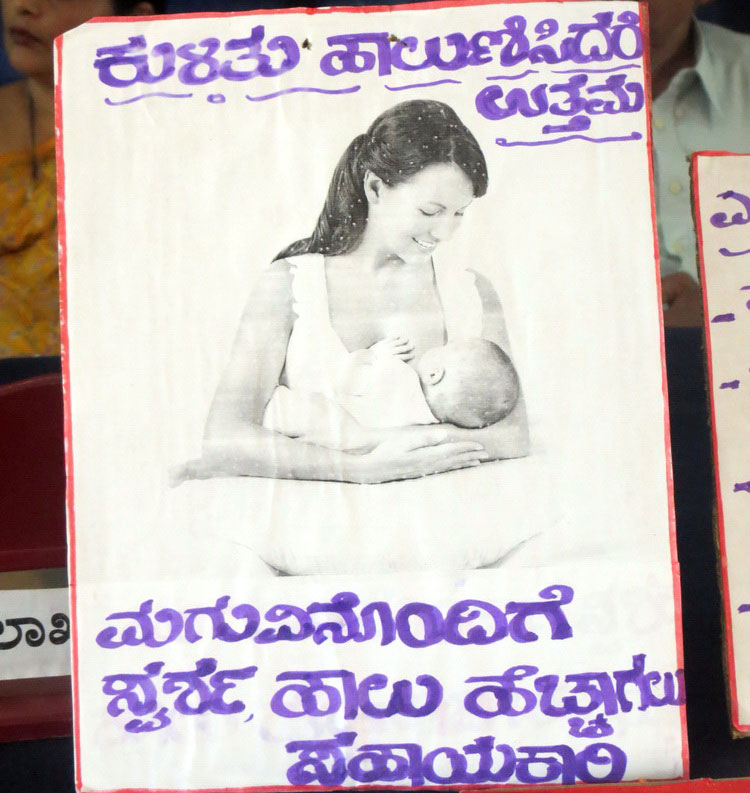 ಕುಳಿತು ಹಾಲುಣಿಸಿದರೆ
ಉತ್ತಮ
ಮಗುವಿನೊಂದಿಗೆ
ಸ್ಪರ್ಶ, ಹಾಲು ಹೆಚ್ಚಾಗಲು
ಸಹಾಯಕಾರಿ
ಲಾಖ